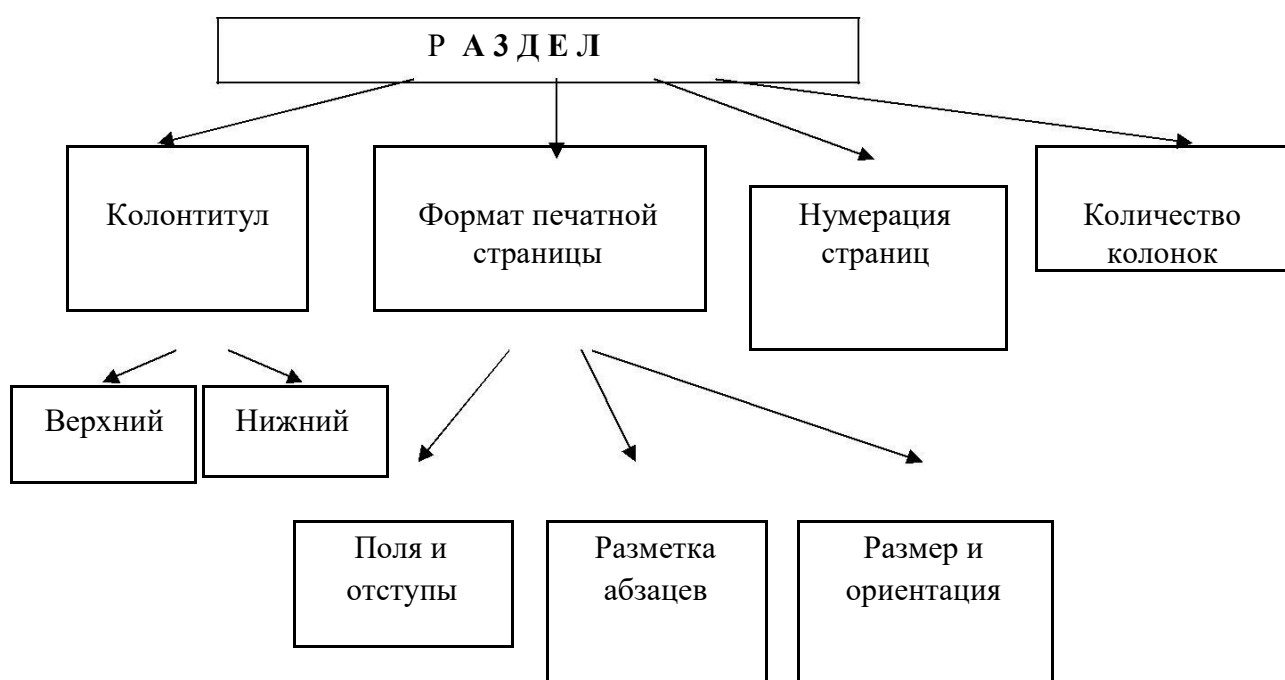 Р А З Д Е Л
Колонтитул
Формат печатной
страницы
Нумерация
страниц
Количество
колонок
Верхний
Нижний
Поля и
отступы
Разметка
абзацев
Размер и
ориентация